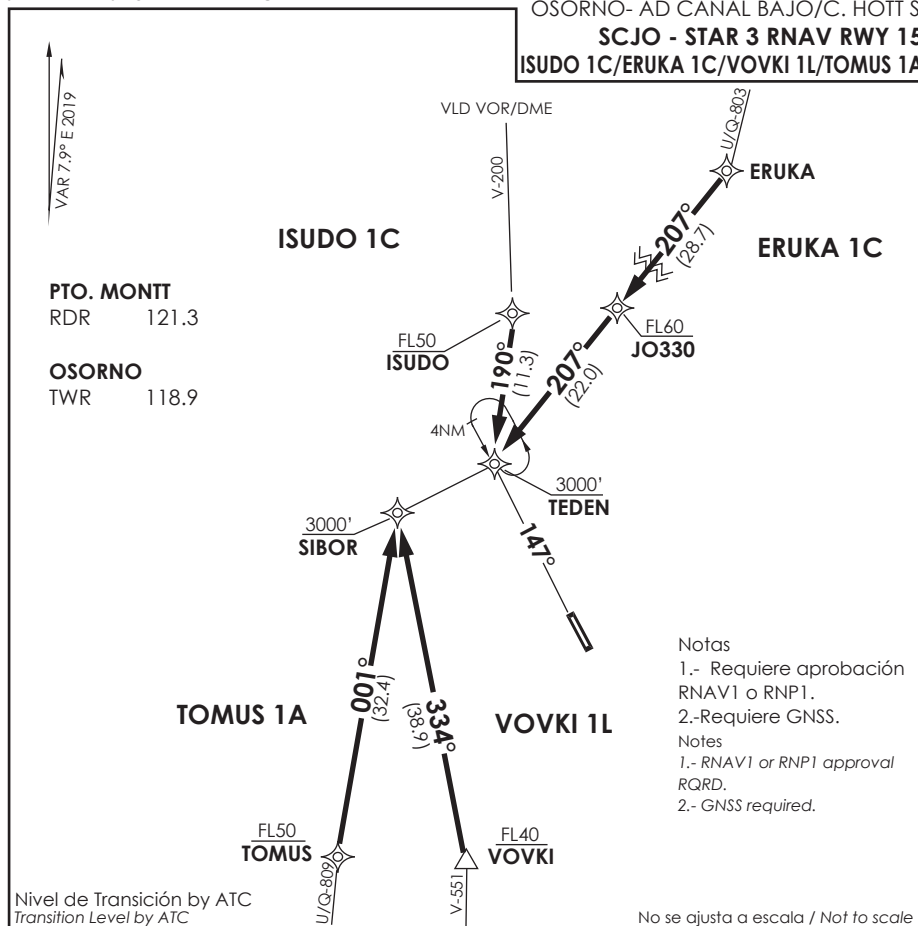 OSORNO- AD CANAL BAJO/C. HOTT S
SCJO - STAR 3 RNAV RWY 15
ISUDO 1C/ERUKA 1C/VOVKI 1L/TOMUS 1A
VAR 7.9° E 2019
VLD VOR/DME
V-200
U/Q-803
ERUKA
ISUDO 1C
207°
(28.7)
ERUKA 1C
PTO. MONTT
RDR 121.3
OSORNO
TWR 118.9
FL50
ISUDO
FL60
JO330
190°
(11.3)
207°
(22.0)
4NM
3000'
TEDEN
3000'
SIBOR
147°
Notas
1.- Requiere aprobación
RNAV1 o RNP1.
2.-Requiere GNSS.
Notes
1.- RNAV1 or RNP1 approval
RQRD.
2.- GNSS required.
TOMUS 1A
001°
(32.4)
334°
(38.9)
VOVKI 1L
FL50
TOMUS
FL40
VOVKI
U/Q-809
V-551
Nivel de Transición by ATC
Transition Level by ATC
No se ajusta a escala / Not to scale